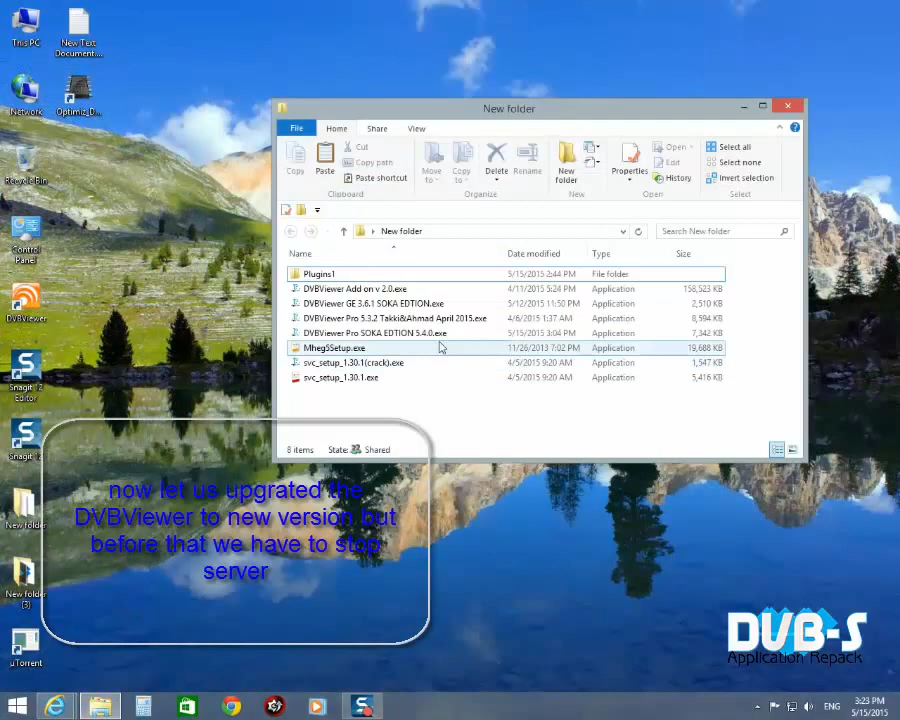 This PC
New Text
Document....
Network
Optimiz_D...
Recycle Bin
Control
Panel
DVBViewer
Snagit 12
Editor
Snagit 12
New folder
New folder
(3)
uTorrent
New folder
File Home Share View
Copy
Paste
Cut
Copy path
Paste shortcut
Clipboard
Move
to
Copy
to
Delete
Rename
Organize
New
folder
New
Properties
Open
Edit
History
Open
Select all
Select none
Invert selection
Select
New folder
Search New folder
Name Date modified Type Size
Plugins1 5/15/2015 2:44 PM File folder
DVBViewer Add on v 2.0.exe 4/11/2015 5:24 PM Application 158,523 KB
DVBViewer GE 3.6.1 SOKA EDTION.exe 5/12/2015 11:50 PM Application 2,510 KB
DVBViewer Pro 5.3.2 Takki&Ahmad April 2015.exe 4/6/2015 1:37 AM Application 8,594 KB
DVBViewer Pro SOKA EDTION 5.4.0.exe 5/15/2015 3:04 PM Application 7,342 KB
Mheg5Setup.exe 11/26/2013 7:02 PM Application 19,688 KB
svc_setup_1.30.1(crack).exe 4/5/2015 9:20 AM Application 1,547 KB
svc_setup_1.30.1.exe 4/5/2015 9:20 AM Application 5,416 KB
8 items State: Shared
now let us upgrated the
DVBViewer to new version but
before that we have to stop
server
DVB-S
Application Repack
ENG
3:23 PM
5/15/2015